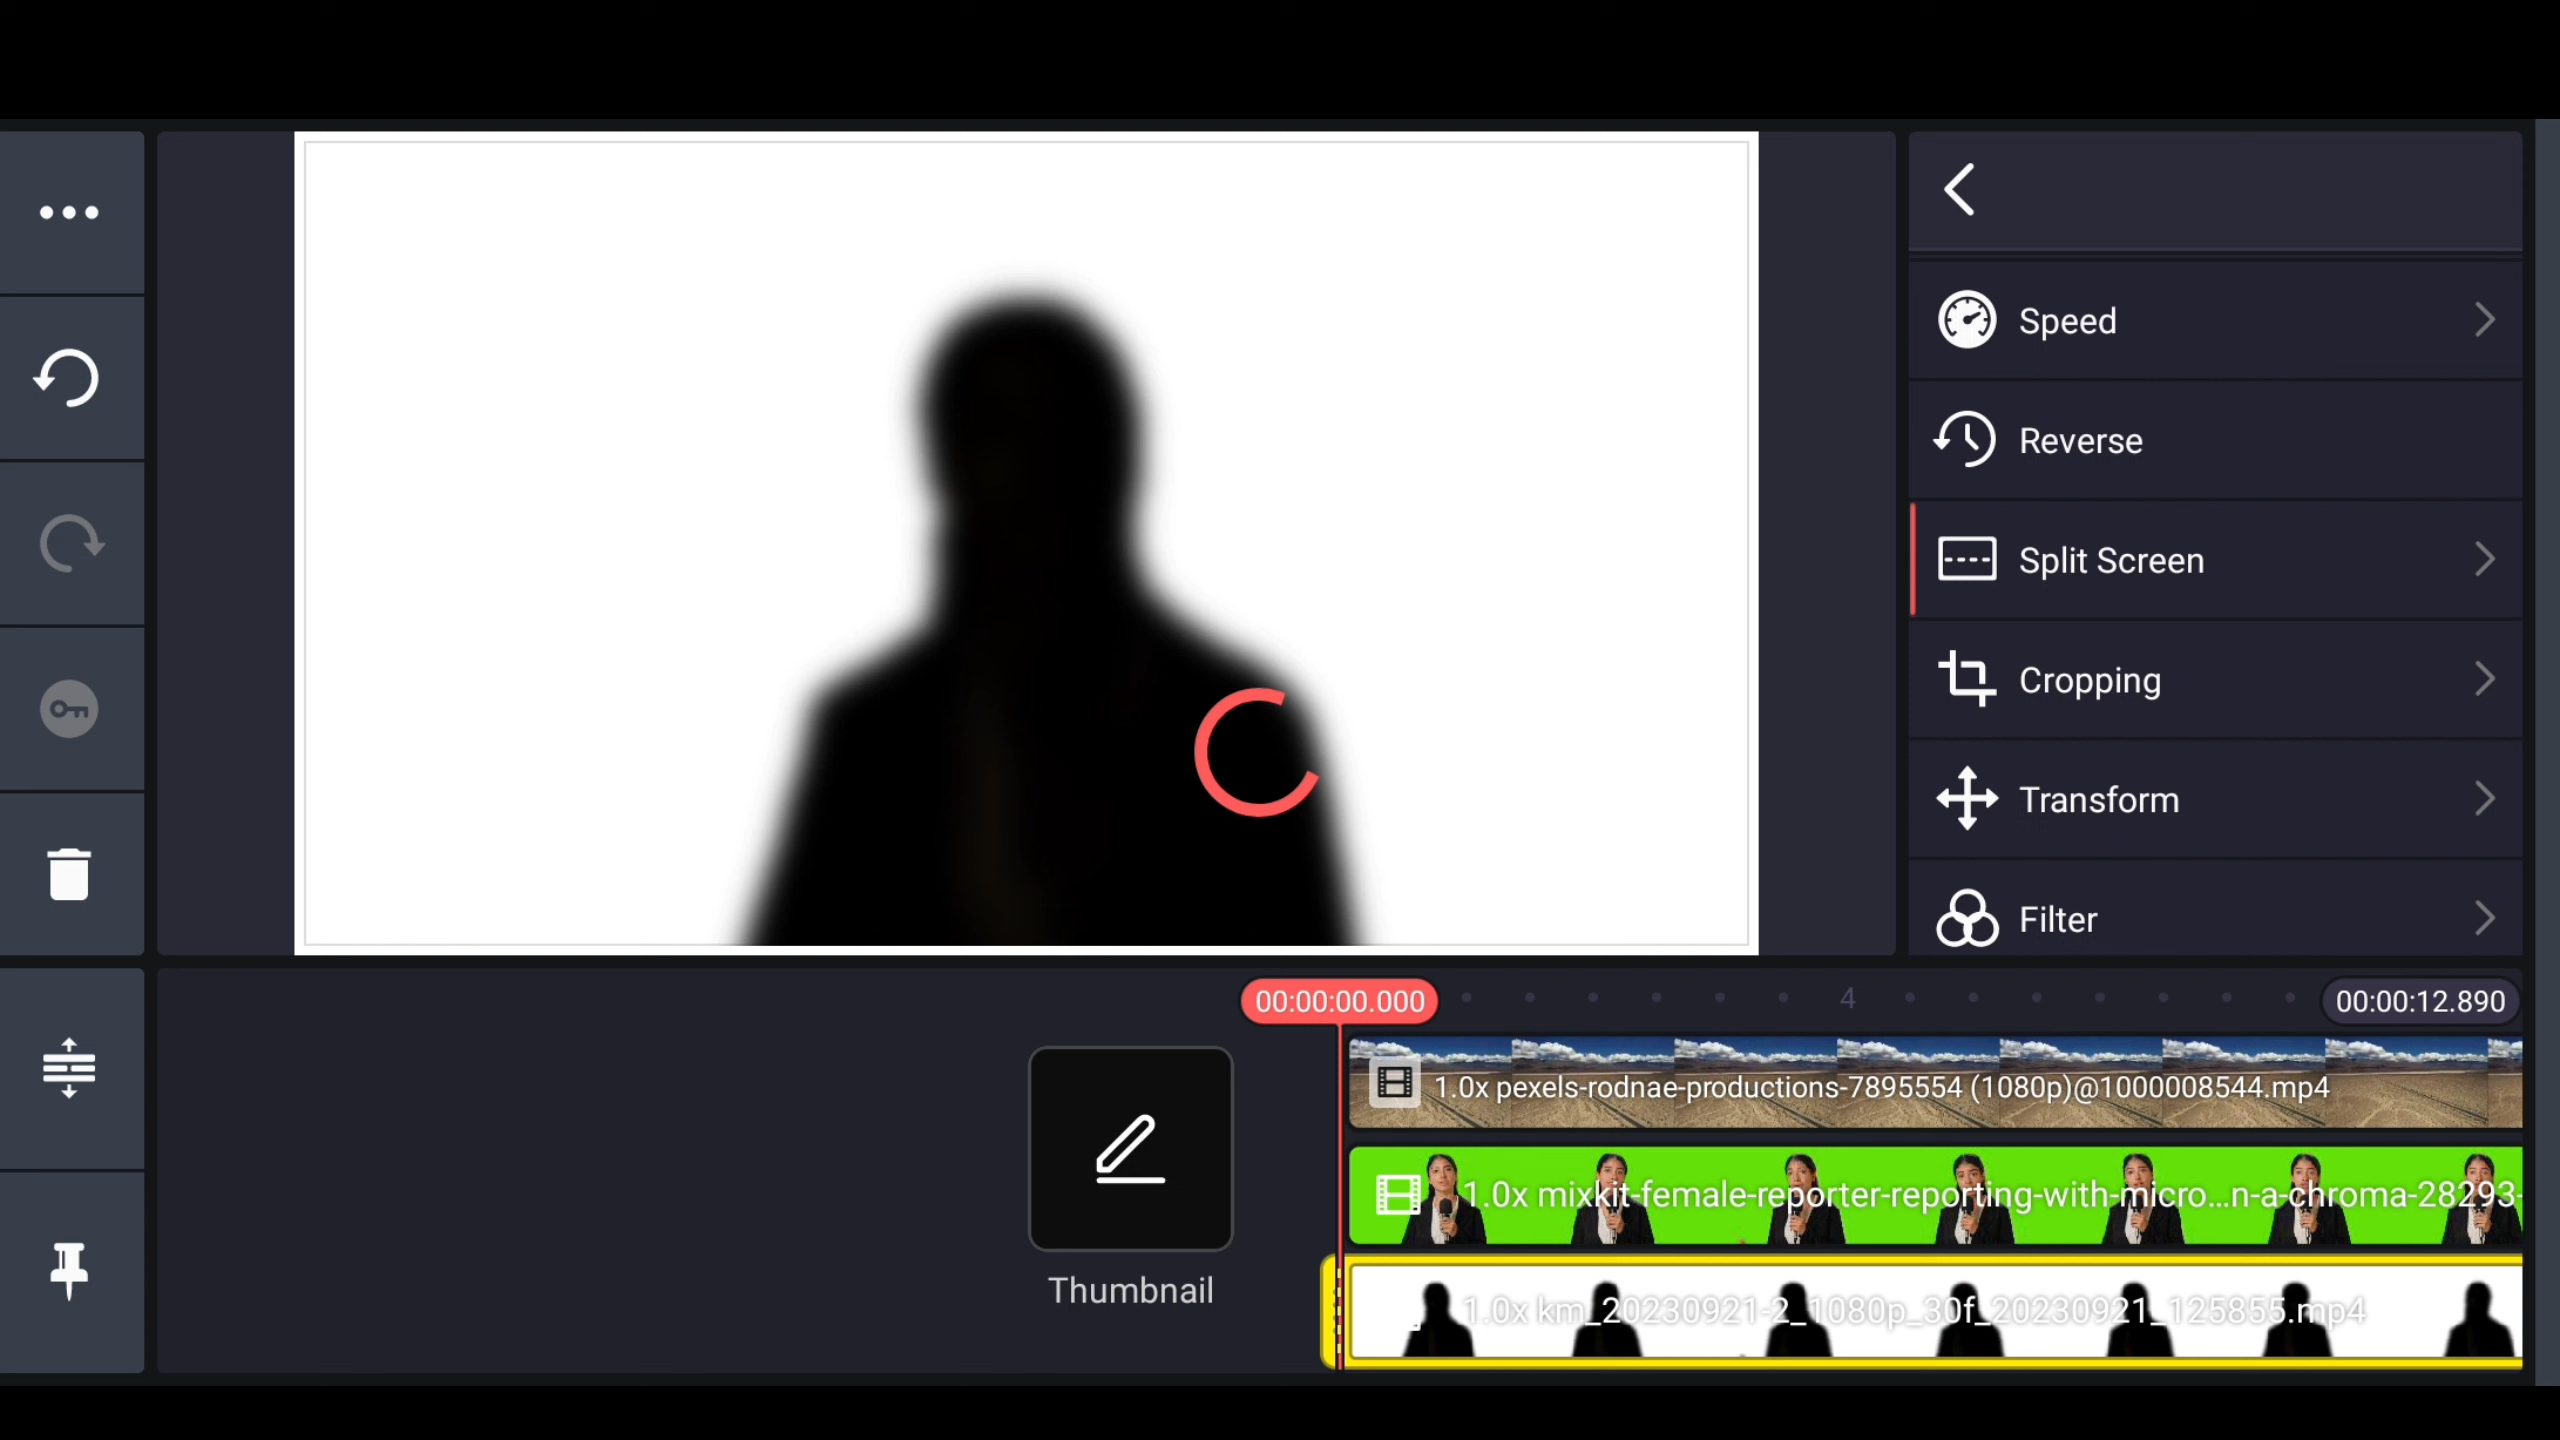 Speed
Reverse
Split Screen
Cropping
Transform
Filter
00:00:00.000
4
00:00:12.890
1.0x pexels-rodnae-productions-7895554 (1080p)@1000008544.mp4
1.0x mixkit-female-reporter-reporting-with-micro...n-a-chroma-28293-
Thumbnail
1.0x km_20230921-2_1080p_30f_20230921_125855.mp4